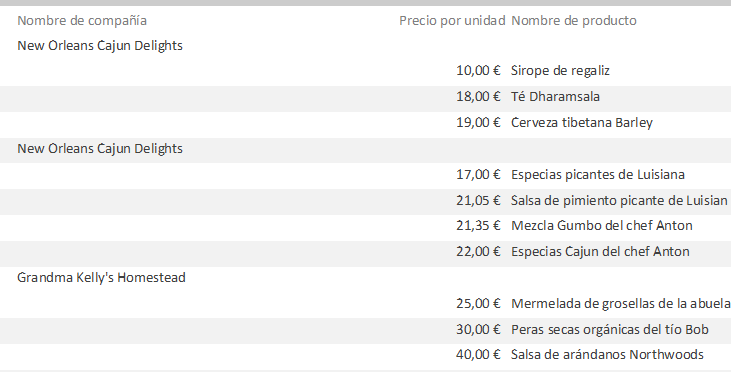 Nombre de compañía Precio por unidad Nombre de producto
New Orleans Cajun Delights
10,00 € Sirope de regaliz
18,00 € Té Dharamsala
19,00 € Cerveza tibetana Barley
New Orleans Cajun Delights
17,00 € Especias picantes de Luisiana
21,05 € Salsa de pimiento picante de Luisian
21,35 € Mezcla Gumbo del chef Anton
22,00 € Especias Cajun del chef Anton
Grandma Kelly's Homestead
25,00 € Mermelada de grosellas de la abuela
30,00 € Peras secas orgánicas del tío Bob
40,00 € Salsa de arándanos Northwoods